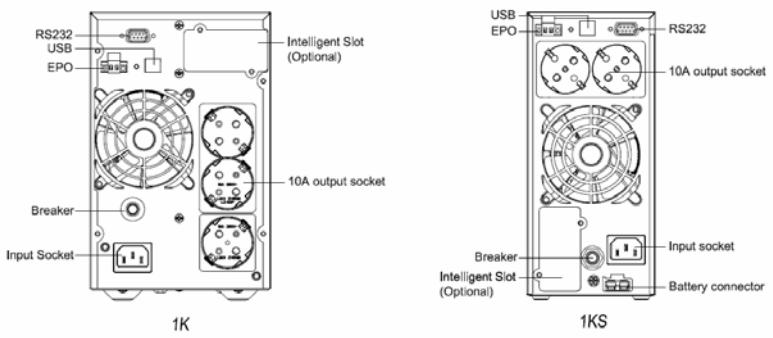 RS232
USB
EPO
Intelligent Slot
(Optional)
10A output socket
Breaker
Input Socket
1K
USB
EPO
RS232
10A output socket
Input socket
Breaker
Intelligent Slot
(Optional)
Battery connector
1KS